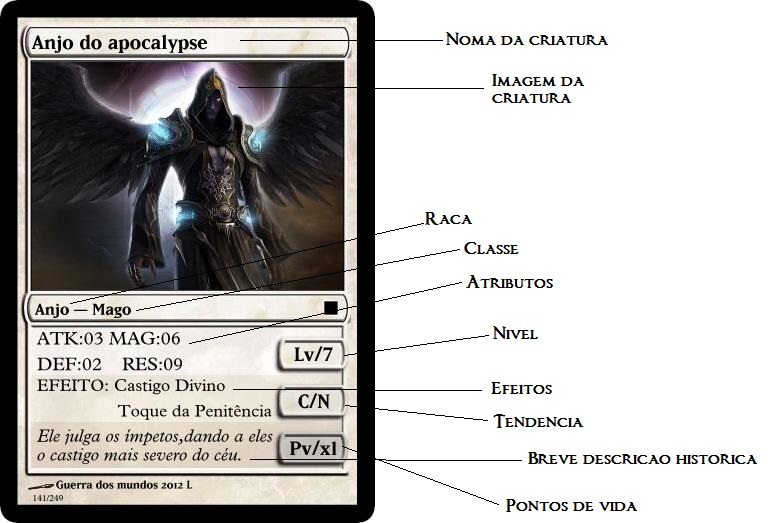 Anjo do apocalypse
Noma da criatura
Imagem da
criatura
Raca
Classe
Atributos
Anjo — Mago
ATK:03 MAG:06
DEF:02 RES:09
Lv/7
Nivel
EFEITO: Castigo Divino
Efeitos
Toque da Penitência
C/N
Tendencia
Ele julga os ímpetos,dando a eles
o castigo mais severo do céu.
Pv/xl
Breve descricao historica
Guerra dos mundos 2012 L
141/249
Pontos de vida